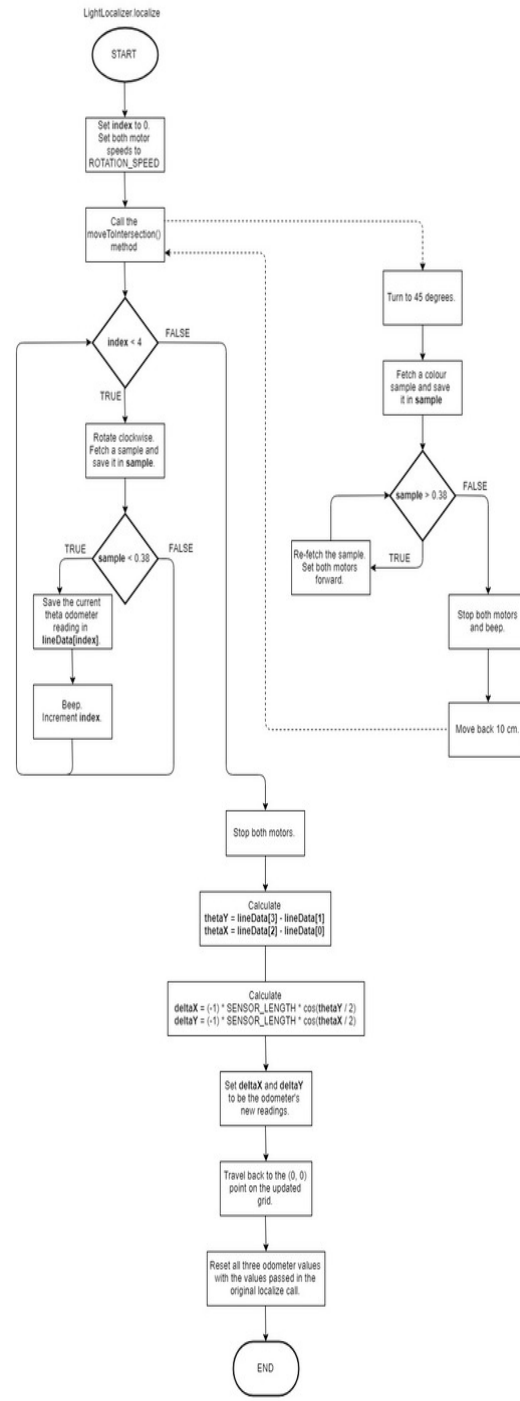 LightLocalizer.localize
START
Set index to 0.
Set both motor
speeds to
ROTATION_SPEED
Call the
moveToIntersection()
method
index < 4
FALSE
TRUE
Rotate clockwise.
Fetch a sample and
save it in sample.
sample < 0.38
TRUE
FALSE
Save the current
theta odometer
reading in
lineData[index].
Beep.
Increment index.
Turn to 45 degrees.
Fetch a colour
sample and save
it in sample
sample > 0.38
FALSE
TRUE
Re-fetch the sample.
Set both motors
forward.
Stop both motors
and beep.
Move back 10 cm.
Stop both motors.
Calculate
thetaY = lineData[3] - lineData[1]
thetaX = lineData[2] - lineData[0]
Calculate
deltaX = (-1) * SENSOR_LENGTH * cos(thetaY / 2)
deltaY = (-1) * SENSOR_LENGTH * cos(thetaX / 2)
Set deltaX and deltaY
to be the odometer's
new readings.
Travel back to the (0, 0)
point on the updated
grid.
Reset all three odometer values
with the values passed in the
original localize call.
END